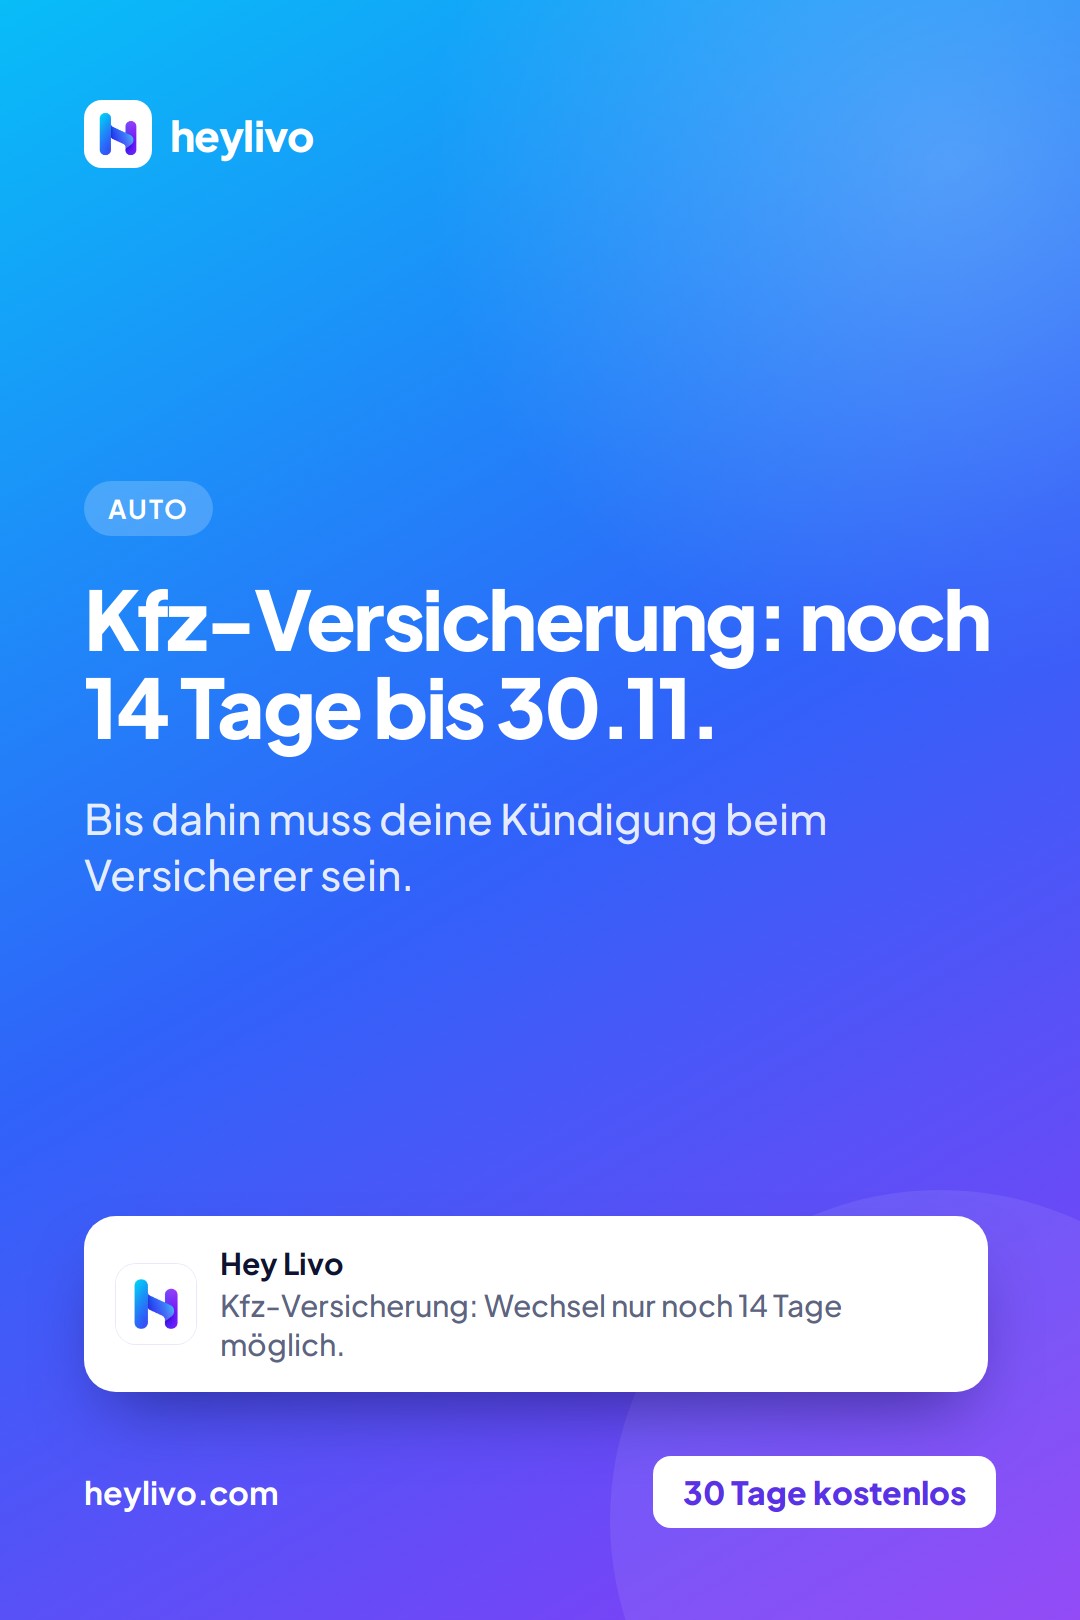 heylivo
AUTO
Kfz-Versicherung: noch
14 Tage bis 30.11.
Bis dahin muss deine Kündigung beim
Versicherer sein.
Hey Livo
Kfz-Versicherung: Wechsel nur noch 14 Tage
möglich.
heylivo.com
30 Tage kostenlos